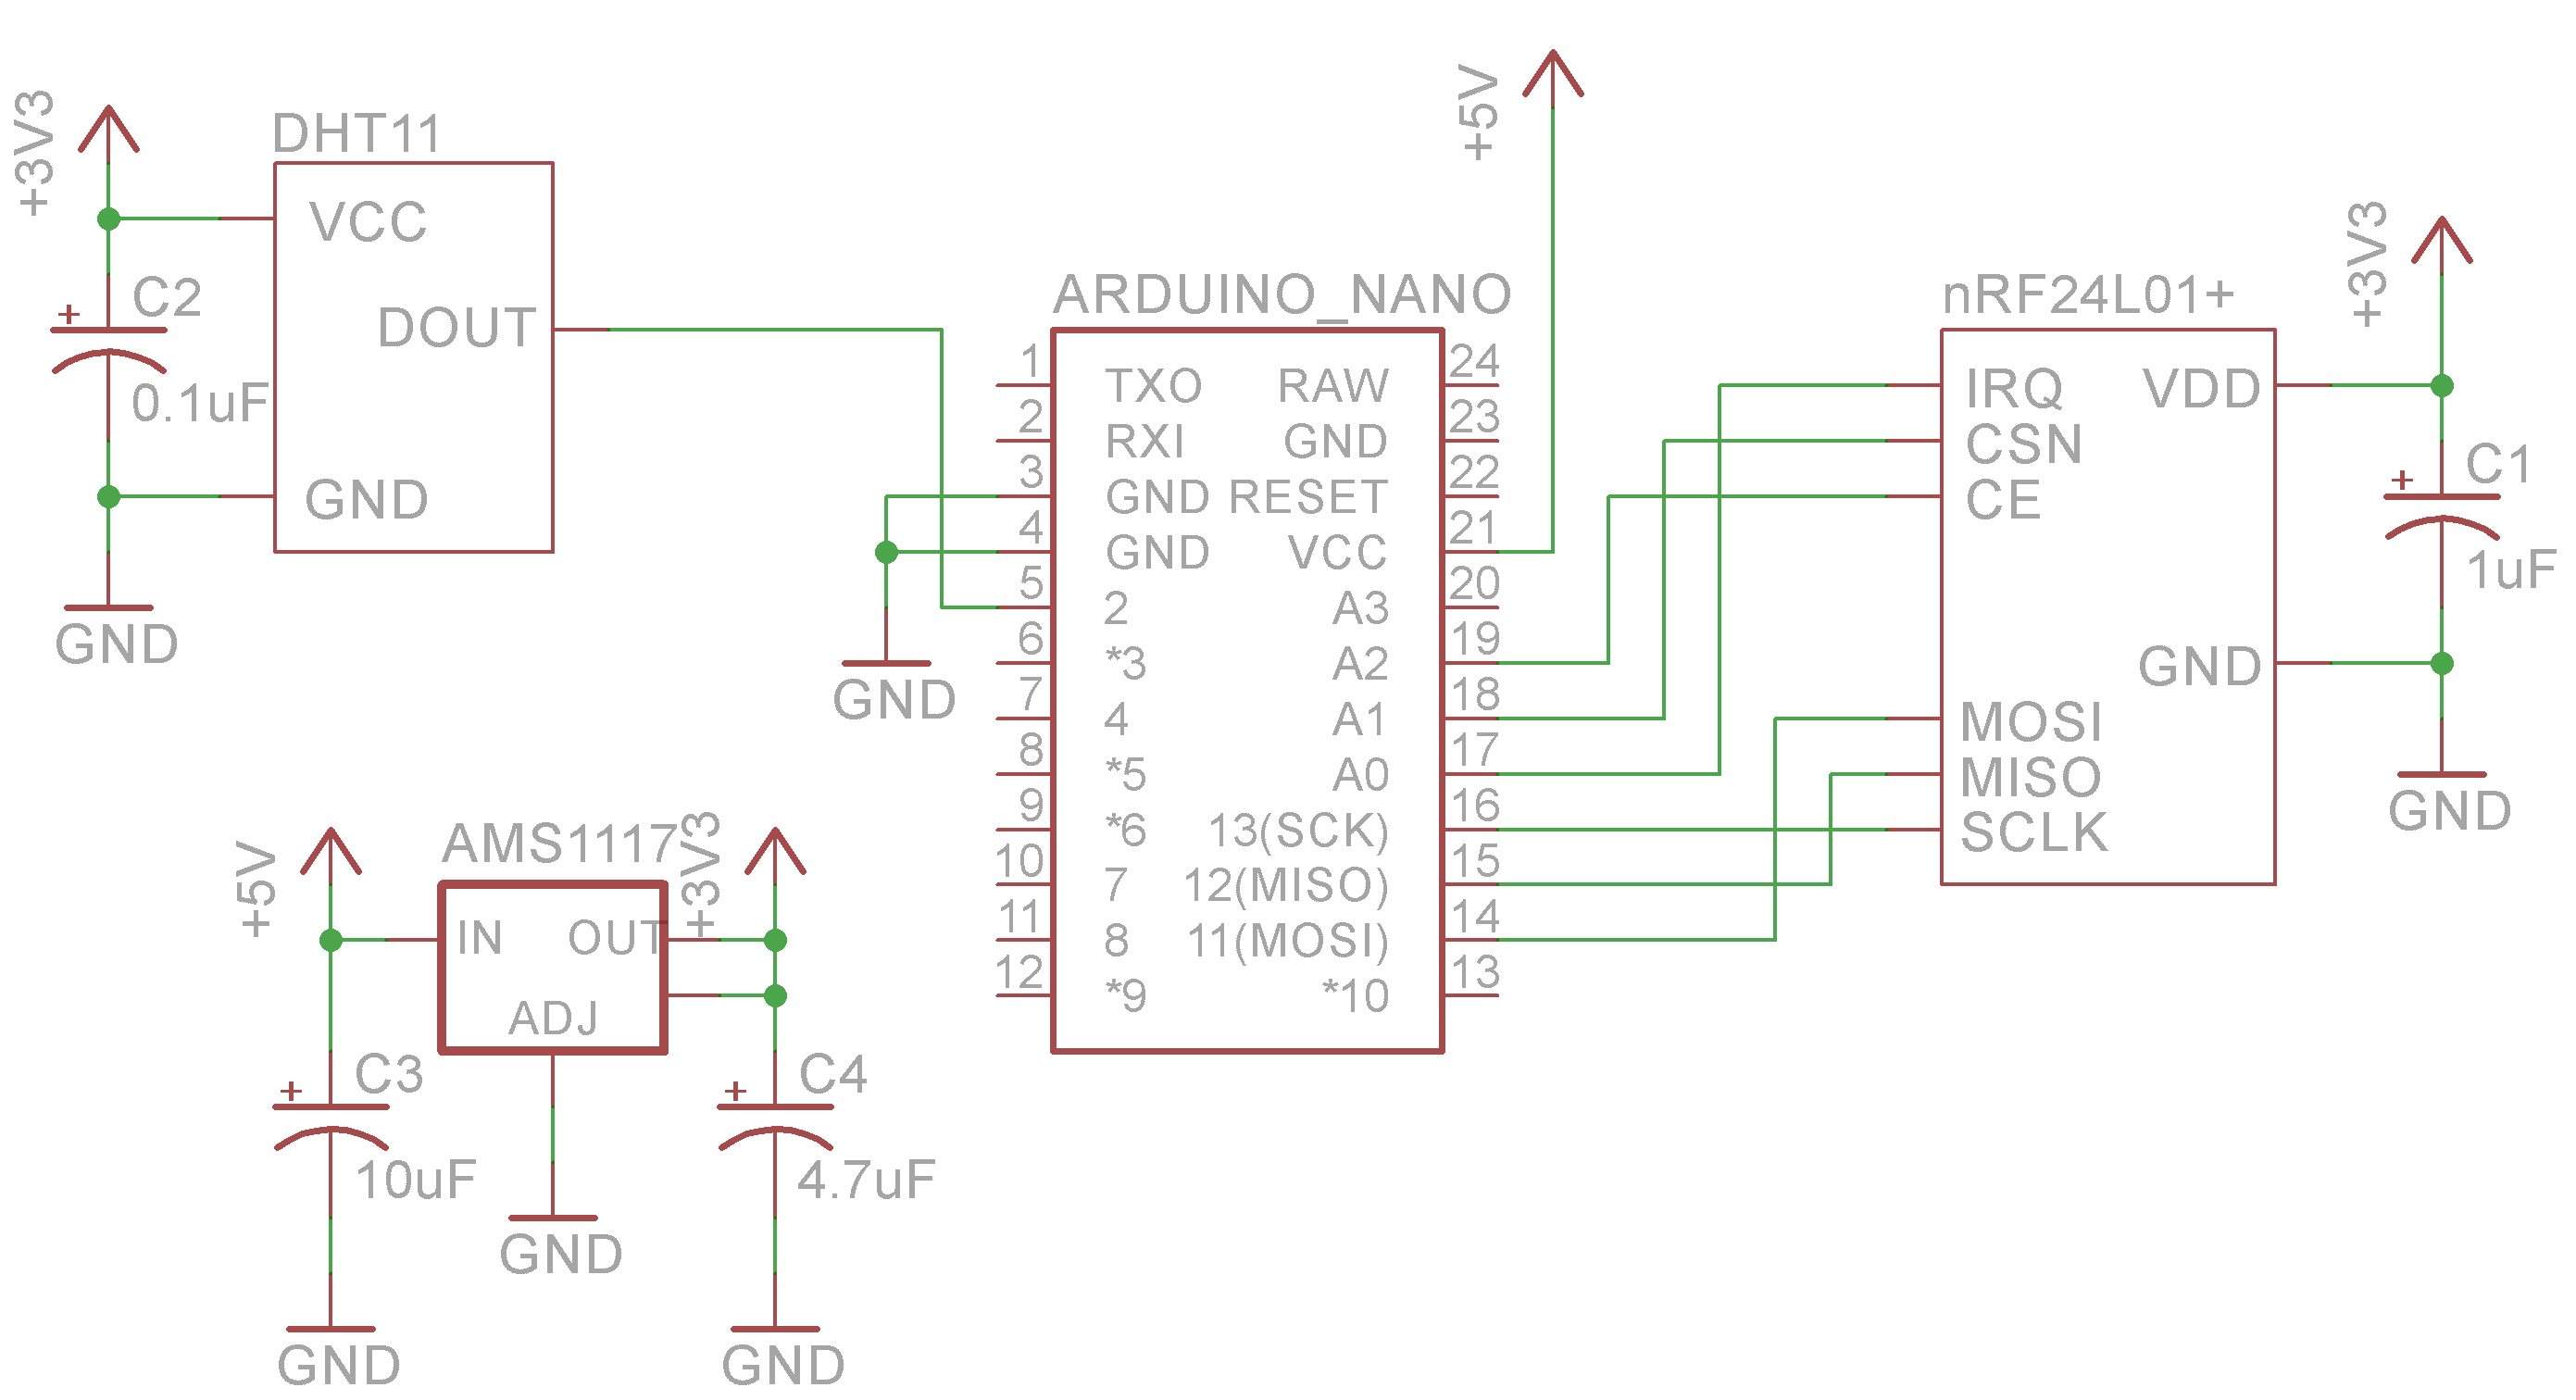 +3V3
DHT11
VCC
DOUT
GND
C2
+
0.1uF
GND
+5V
ARDUINO_NANO
1 TXO RAW 24
2 RXI GND 23
3 GND RESET 22
4 GND VCC 21
5 2 A3 20
6 *3 A2 19
7 4 A1 18
8 *5 A0 17
9 *6 13(SCK) 16
10 7 12(MISO) 15
11 8 11(MOSI) 14
12 *9 *10 13
GND
+3V3
nRF24L01+
IRQ VDD
CSN
CE
GND
MOSI
MISO
SCLK
C1
+
1uF
GND
+5V
AMS1117
+3V3
IN OUT
ADJ
C3
+
10uF
GND
GND
C4
+
4.7uF
GND